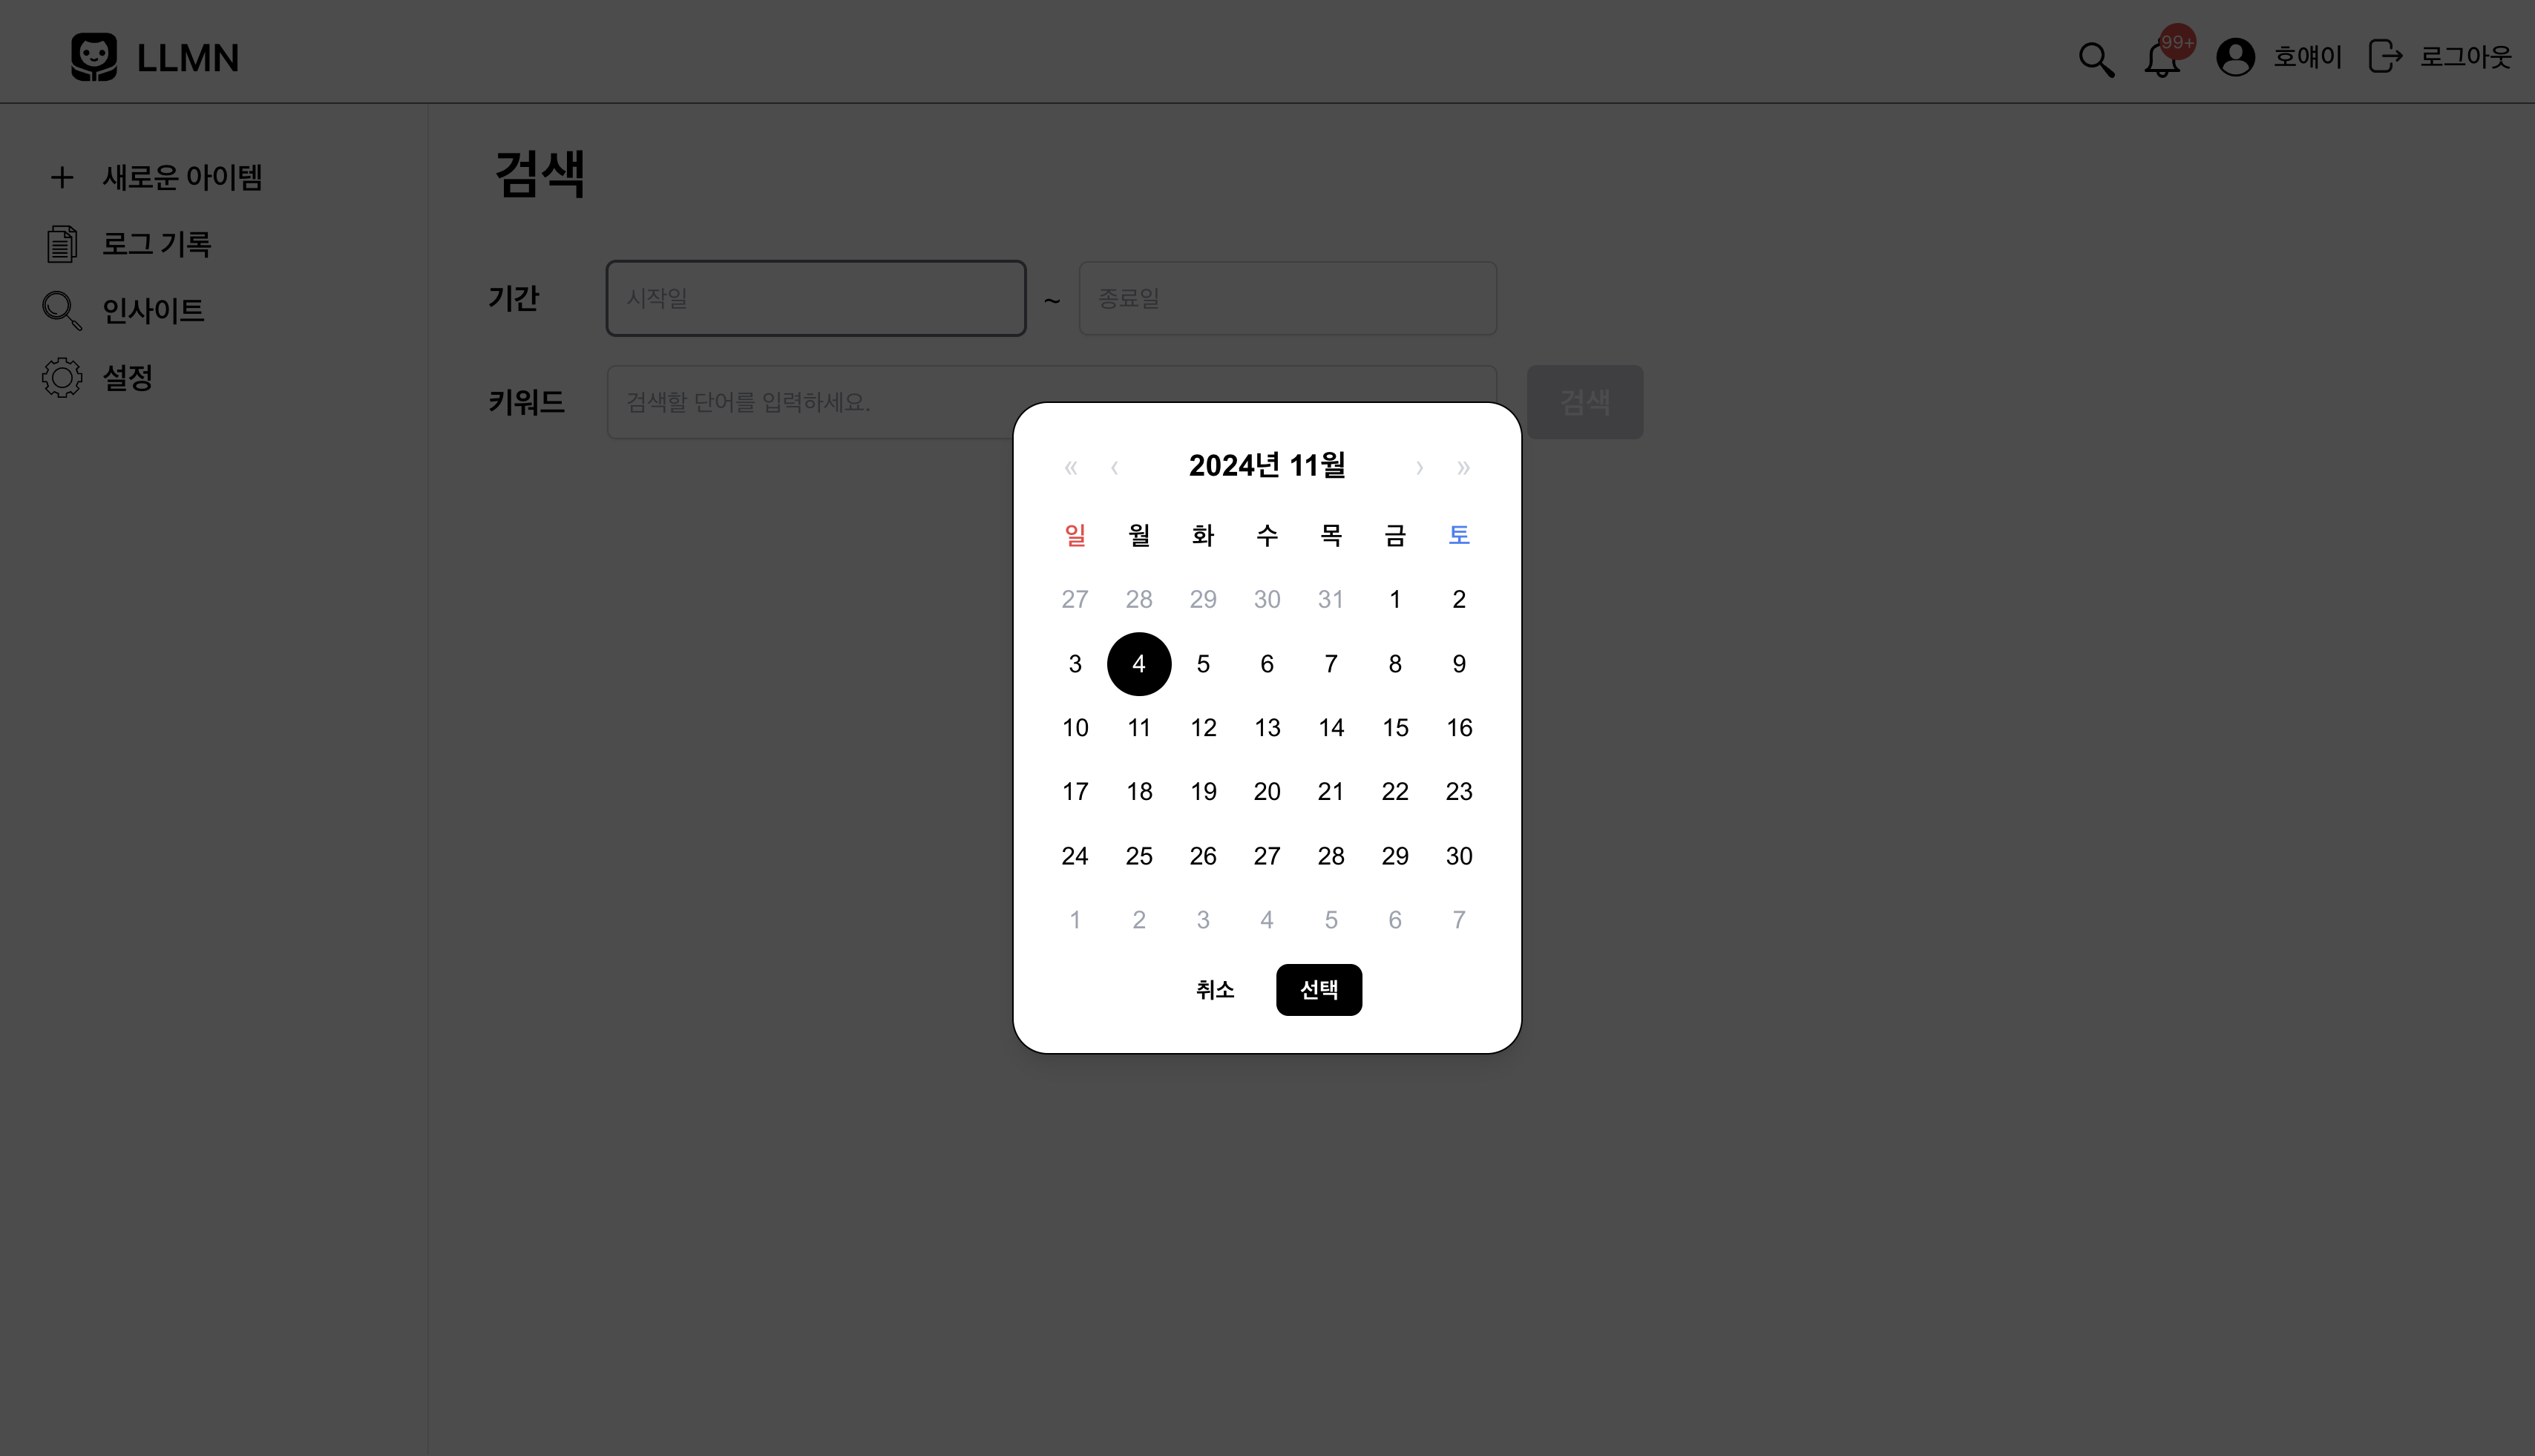 LLMN
99+
호얘이
로그아웃
새로운 아이템
로그 기록
인사이트
설정
검색
기간
시작일
~
종료일
키워드
검색할 단어를 입력하세요.
검색
« ‹ 2024년 11월 › »
일 월 화 수 목 금 토
27 28 29 30 31 1 2
3 4 5 6 7 8 9
10 11 12 13 14 15 16
17 18 19 20 21 22 23
24 25 26 27 28 29 30
1 2 3 4 5 6 7
취소 선택